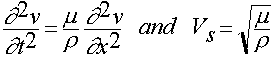 ∂²v/∂t² = μ/ρ ∂²v/∂x² and V_S = √(μ/ρ)